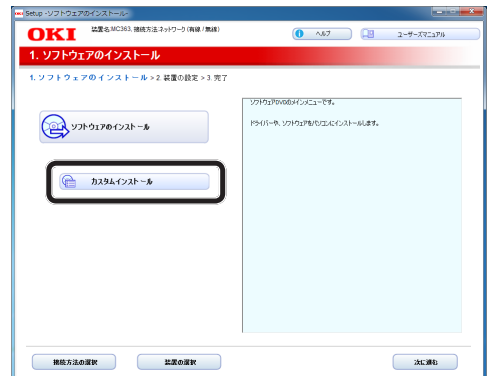 Setup -ソフトウェアのインストール-
OKI
装置名:MC363, 接続方法:ネットワーク(有線/無線)
ヘルプ
ユーザーズマニュアル
1. ソフトウェアのインストール
1. ソフトウェアのインストール > 2. 装置の設定 > 3. 完了
ソフトウェアのインストール
カスタムインストール
ソフトウェアDVDのメインメニューです。
ドライバーや、ソフトウェアをパソコンにインストールします。
接続方法の選択
装置の選択
次に進む